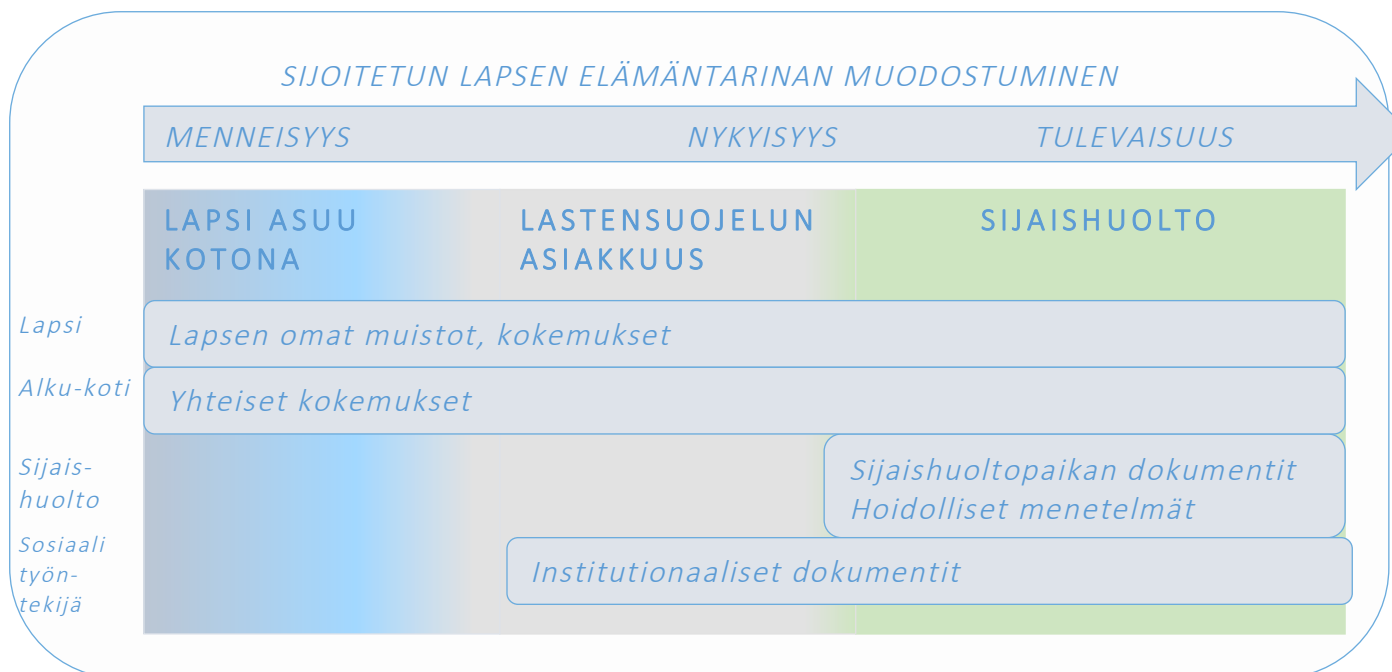 SIJOITETUN LAPSEN ELÄMÄNTARINAN MUODOSTUMINEN
MENNEISYYS NYKYISYYS TULEVAISUUS
LAPSI ASUU
KOTONA
LASTENSUOJELUN
ASIAKKUUS
SIJAISHUOLTO
Lapsi
Lapsen omat muistot, kokemukset
Alku-koti
Yhteiset kokemukset
Sijais-
huolto
Sijaishuoltopaikan dokumentit
Hoidolliset menetelmät
Sosiaali
työn-
tekijä
Institutionaaliset dokumentit